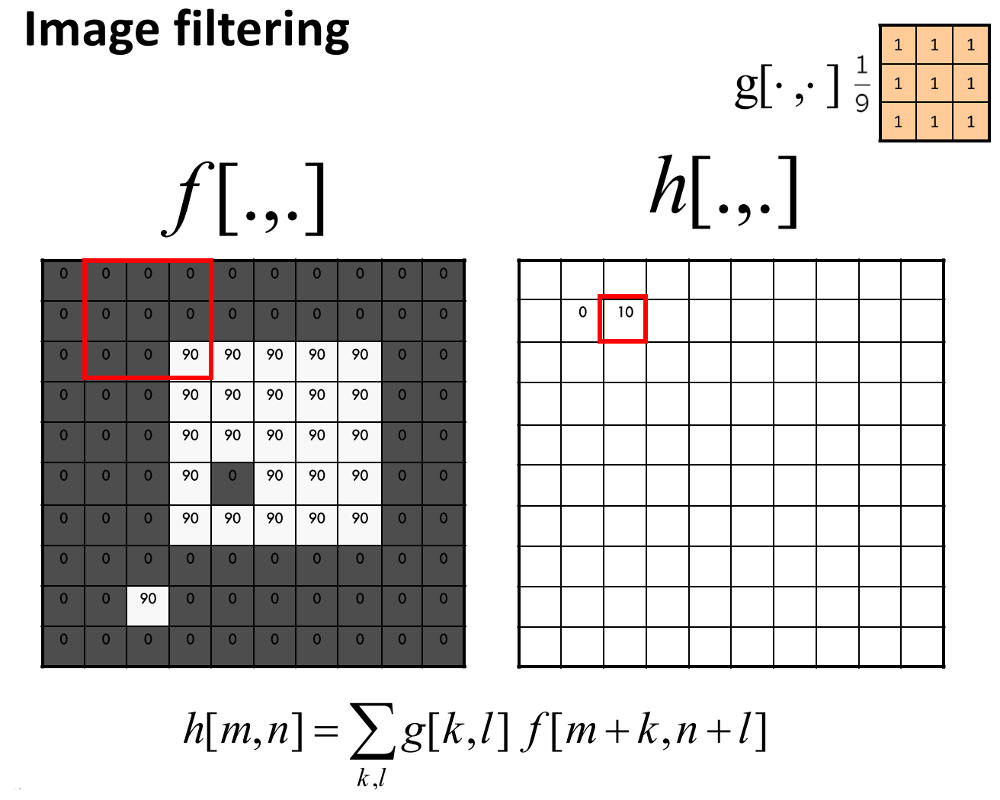 Image filtering
g[· ,· ] 1/9
1 1 1
1 1 1
1 1 1
f[.,.]
h[.,.]
0 0 0 0 0 0 0 0 0 0
0 0 0 0 0 0 0 0 0 0
0 0 0 90 90 90 90 90 0 0
0 0 0 90 90 90 90 90 0 0
0 0 0 90 90 90 90 90 0 0
0 0 0 90 0 90 90 90 0 0
0 0 0 90 90 90 90 90 0 0
0 0 0 0 0 0 0 0 0 0
0 0 90 0 0 0 0 0 0 0
0 0 0 0 0 0 0 0 0 0
0 10
h[m,n] = ∑ g[k,l] f[m+k,n+l]
k,l